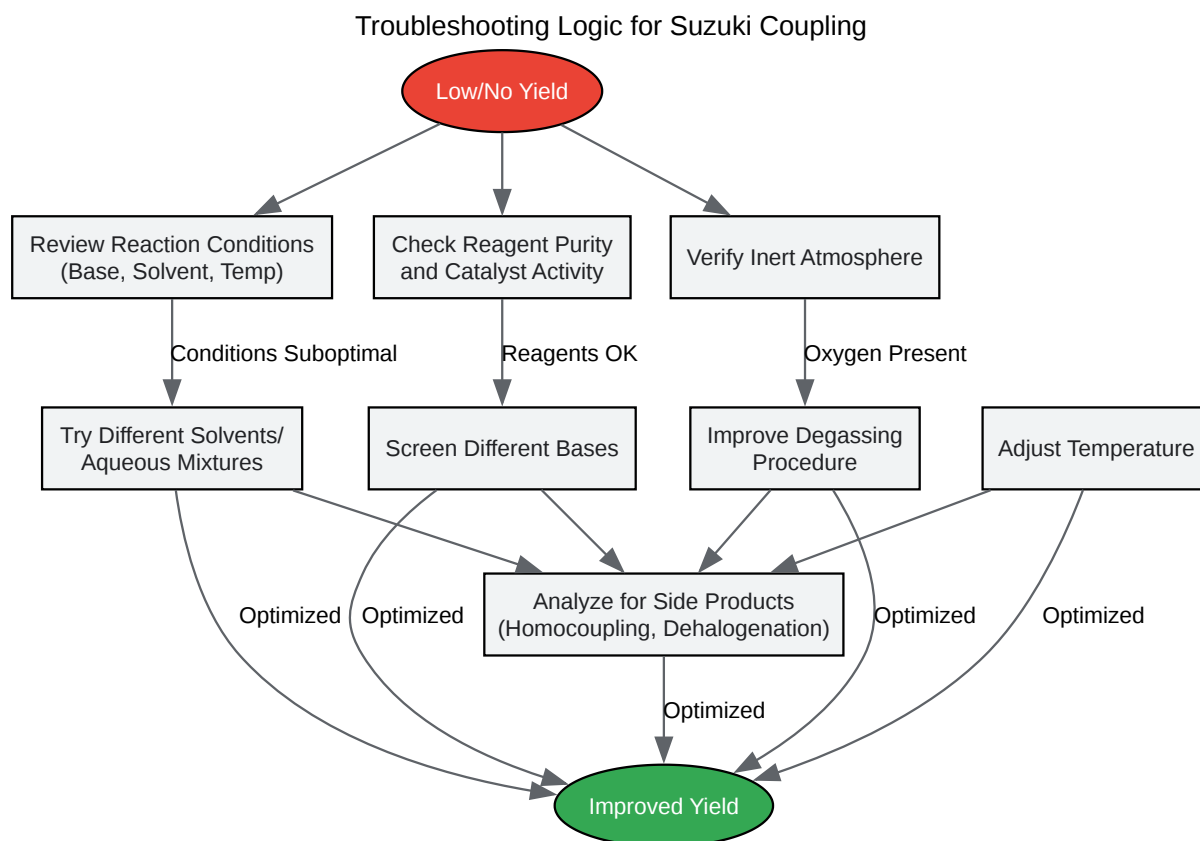 Troubleshooting Logic for Suzuki Coupling
Low/No Yield
Review Reaction Conditions
(Base, Solvent, Temp)
Check Reagent Purity
and Catalyst Activity
Verify Inert Atmosphere
Conditions Suboptimal
Reagents OK
Oxygen Present
Try Different Solvents/
Aqueous Mixtures
Screen Different Bases
Improve Degassing
Procedure
Adjust Temperature
Analyze for Side Products
(Homocoupling, Dehalogenation)
Optimized
Optimized
Optimized
Optimized
Optimized
Improved Yield